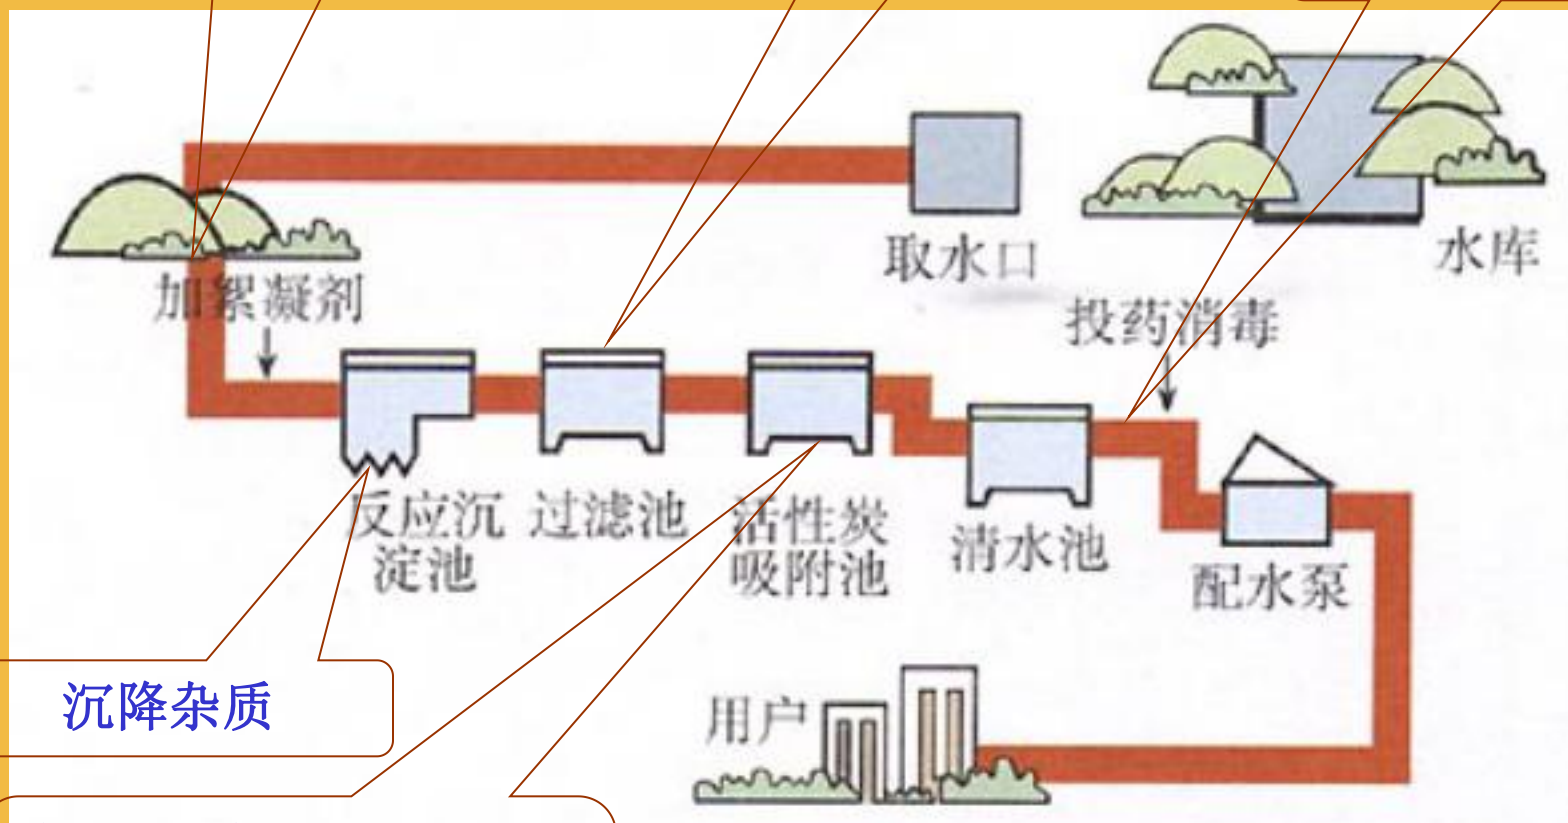 取水口
水库
加絮凝剂
投药消毒
反应沉
淀池
过滤池
活性炭
吸附池
清水池
配水泵
沉降杂质
用户